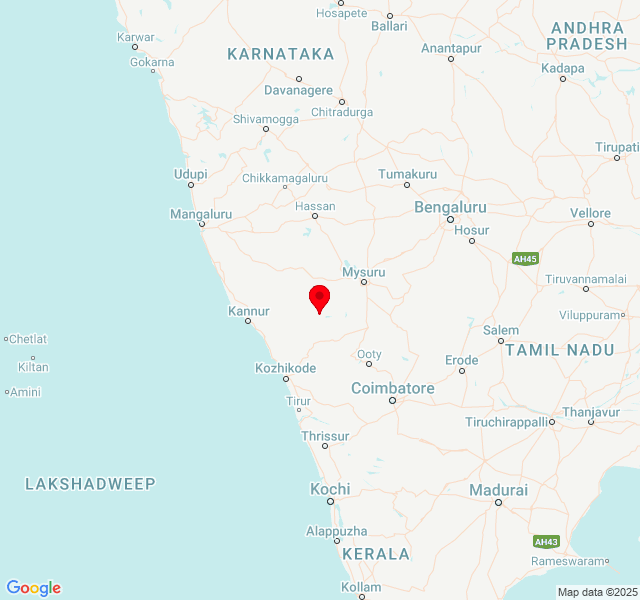 Hosapete
Ballari
ANDHRA
PRADESH
Karwar
KARNATAKA
Anantapur
Gokarna
Kadapa
Davanagere
Chitradurga
Shivamogga
Tirupati
Udupi
Chikkamagaluru
Tumakuru
Hassan
Bengaluru
Mangaluru
Vellore
Hosur
AH45
Mysuru
Tiruvannamalai
Kannur
Viluppuram
Chetlat
Salem
Kiltan
Ooty
Erode
TAMIL NADU
Kozhikode
Amini
Coimbatore
Tirur
Tiruchirappalli
Thanjavur
Thrissur
LAKSHADWEEP
Kochi
Madurai
Alappuzha
AH43
KERALA
Rameswaram
Google
Kollam
Map data ©2025